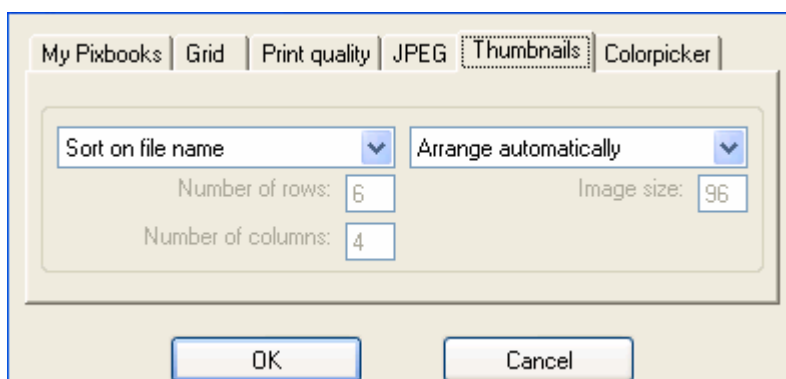 My Pixbooks Grid Print quality JPEG Thumbnails Colorpicker
Sort on file name Arrange automatically
Number of rows: 6 Image size: 96
Number of columns: 4
OK Cancel